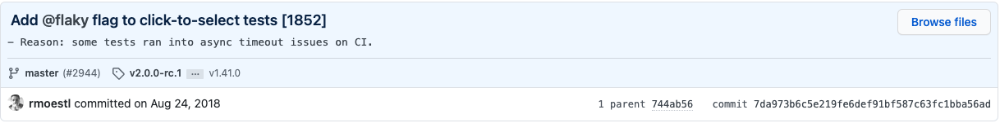 Add @flaky flag to click-to-select tests [1852]
Browse files
– Reason: some tests ran into async timeout issues on CI.
master (#2944) v2.0.0-rc.1 ... v1.41.0
rmoestl committed on Aug 24, 2018
1 parent 744ab56 commit 7da973b6c5e219fe6def91bf587c63fc1bba56ad